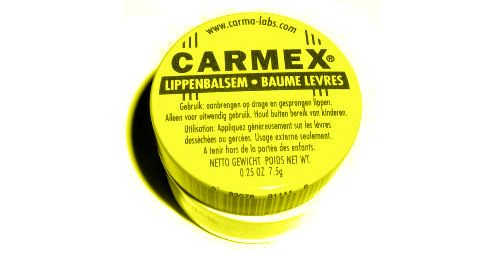 www.carma-labs.com
CARMEX®
LIPPENBALSEM • BAUME LEVRES
Gebruik: aanbrengen op droge en gesprongen lippen.
Alleen voor uitwendig gebruik. Houd buiten bereik van kinderen.
Utilisation: Appliquez généreusement sur les lèvres
desséchées ou gercées. Usage externe seulement.
A tenir hors de la portée des enfants.
NETTO GEWICHT POIDS NET WT.
0.25 OZ 7.5g